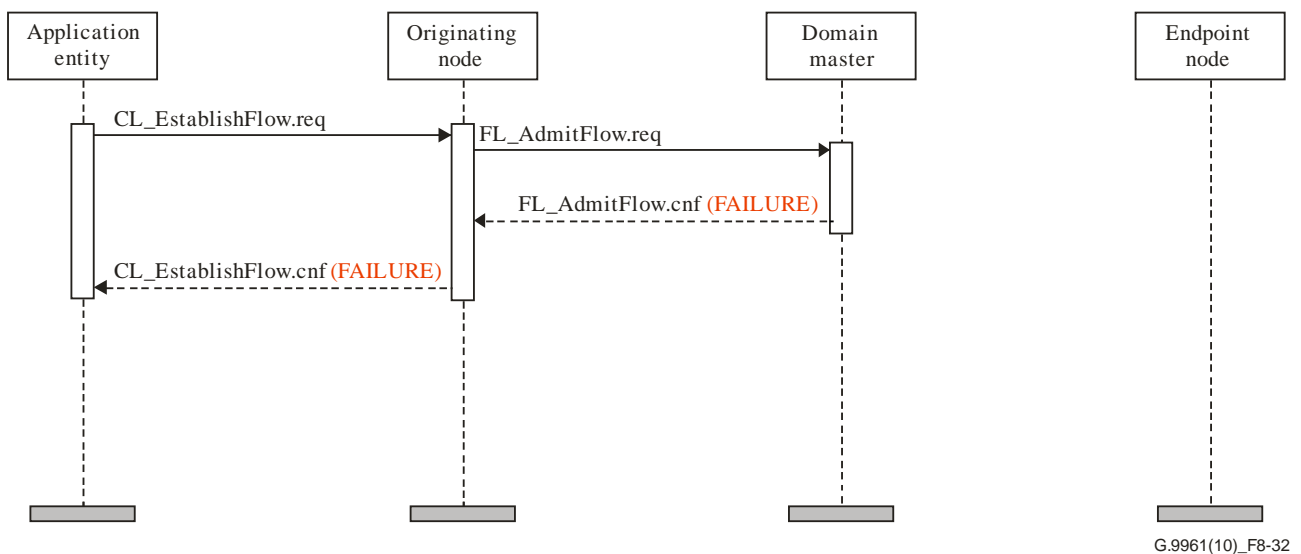 Application
entity
Originating
node
Domain
master
Endpoint
node
CL_EstablishFlow.req
FL_AdmitFlow.req
FL_AdmitFlow.cnf (FAILURE)
CL_EstablishFlow.cnf (FAILURE)
G.9961(10)_F8-32